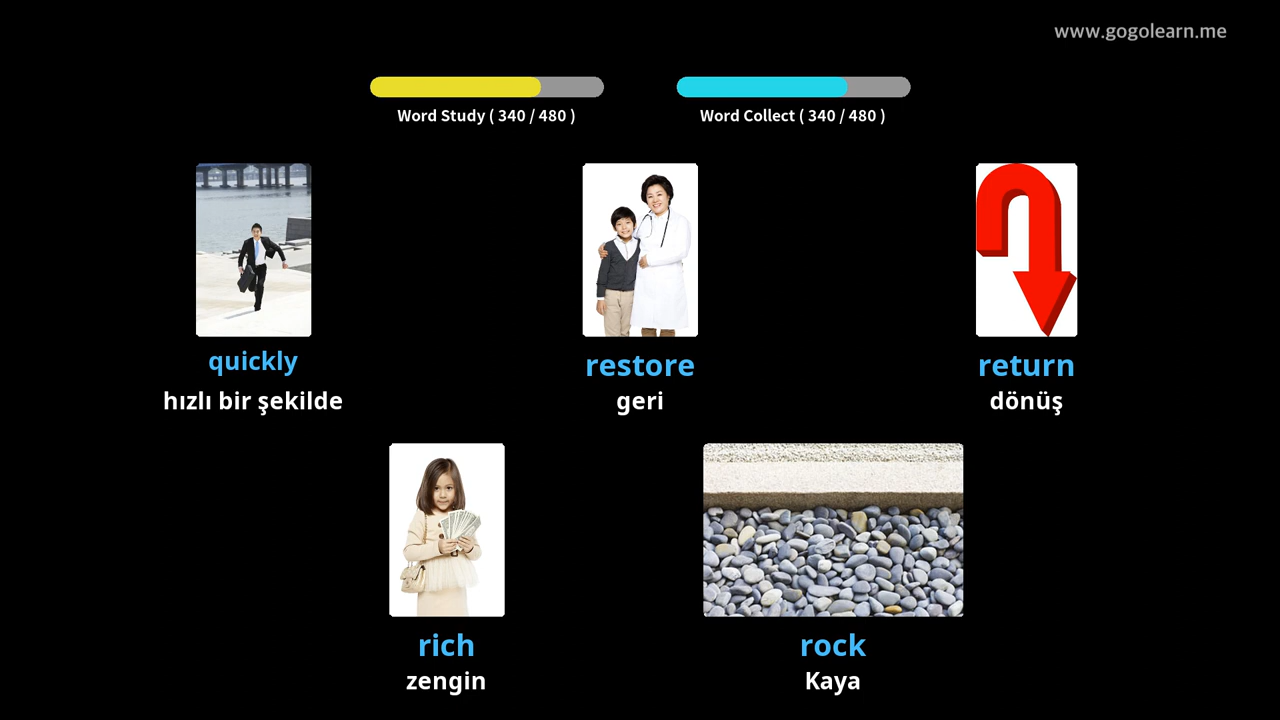 www.gogolearn.me
Word Study ( 340 / 480 )
Word Collect ( 340 / 480 )
quickly
hızlı bir şekilde
restore
geri
return
dönüş
rich
zengin
rock
Kaya